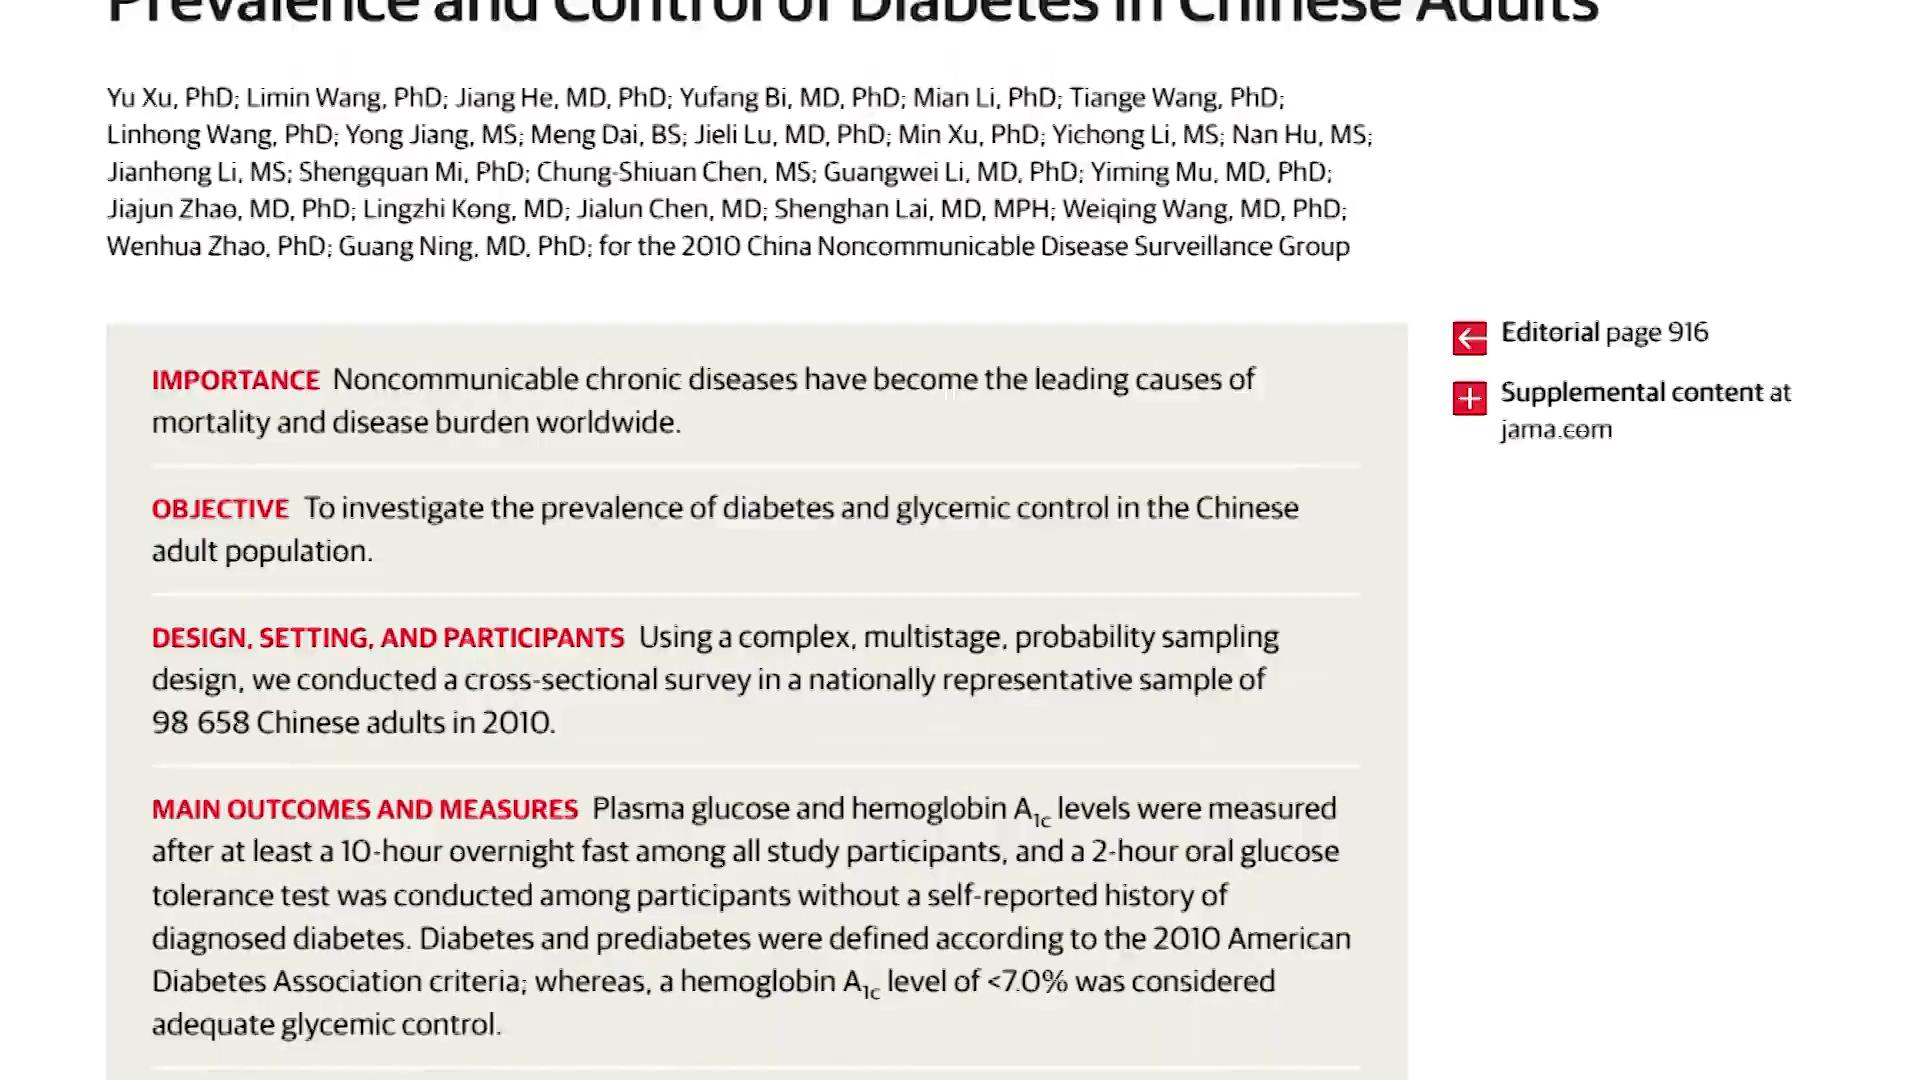 Prevalence and Control of Diabetes in Chinese Adults
Yu Xu, PhD; Limin Wang, PhD; Jiang He, MD, PhD; Yufang Bi, MD, PhD; Mian Li, PhD; Tiange Wang, PhD;
Linhong Wang, PhD; Yong Jiang, MS; Meng Dai, BS; Jieli Lu, MD, PhD; Min Xu, PhD; Yichong Li, MS; Nan Hu, MS;
Jianhong Li, MS; Shengquan Mi, PhD; Chung-Shiuan Chen, MS; Guangwei Li, MD, PhD; Yiming Mu, MD, PhD;
Jiajun Zhao, MD, PhD; Lingzhi Kong, MD; Jialun Chen, MD; Shenghan Lai, MD, MPH; Weiqing Wang, MD, PhD;
Wenhua Zhao, PhD; Guang Ning, MD, PhD; for the 2010 China Noncommunicable Disease Surveillance Group
IMPORTANCE Noncommunicable chronic diseases have become the leading causes of
mortality and disease burden worldwide.
OBJECTIVE To investigate the prevalence of diabetes and glycemic control in the Chinese
adult population.
DESIGN, SETTING, AND PARTICIPANTS Using a complex, multistage, probability sampling
design, we conducted a cross-sectional survey in a nationally representative sample of
98 658 Chinese adults in 2010.
MAIN OUTCOMES AND MEASURES Plasma glucose and hemoglobin A1c levels were measured
after at least a 10-hour overnight fast among all study participants, and a 2-hour oral glucose
tolerance test was conducted among participants without a self-reported history of
diagnosed diabetes. Diabetes and prediabetes were defined according to the 2010 American
Diabetes Association criteria; whereas, a hemoglobin A1c level of <7.0% was considered
adequate glycemic control.
Editorial page 916
Supplemental content at
jama.com